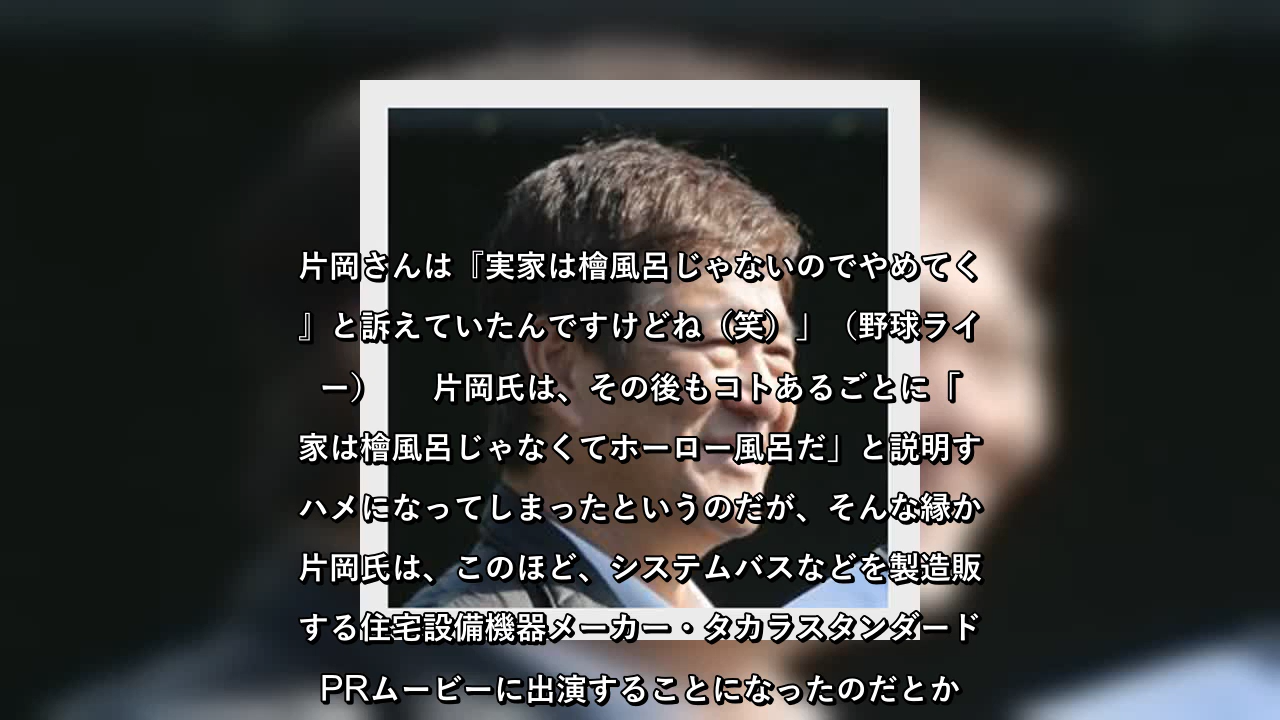 片岡さんは『実家は檜風呂じゃないのでやめてく
』と訴えていたんですけどね（笑）」（野球ライ
ー）　　片岡氏は、その後もコトあるごとに「
家は檜風呂じゃなくてホーロー風呂だ」と説明す
ハメになってしまったというのだが、そんな縁か
片岡氏は、このほど、システムバスなどを製造販
する住宅設備機器メーカー・タカラスタンダード
PRムービーに出演することになったのだとか